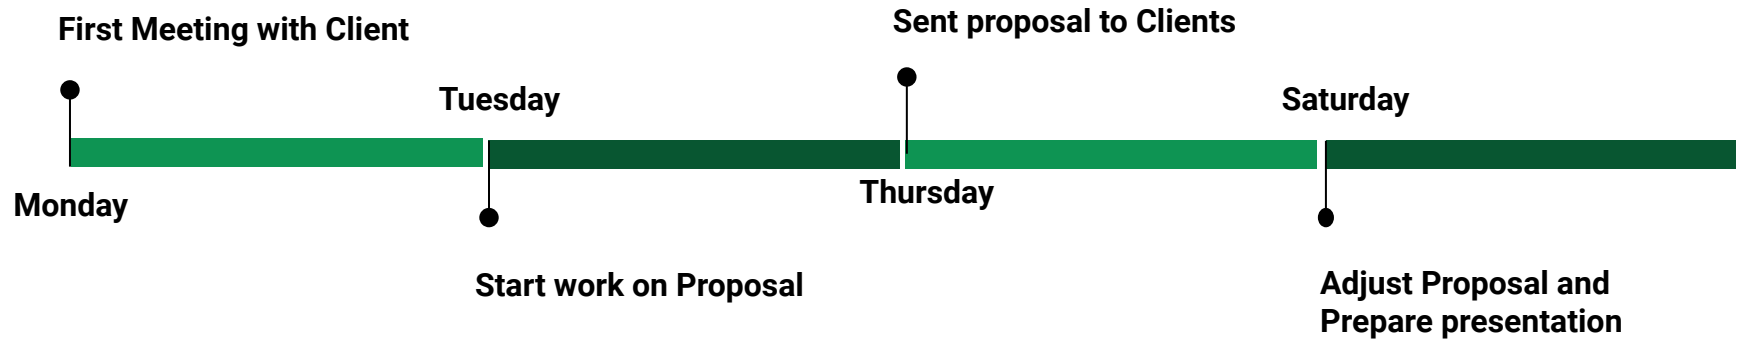 First Meeting with Client
Sent proposal to Clients
Tuesday
Saturday
Monday
Thursday
Start work on Proposal
Adjust Proposal and
Prepare presentation